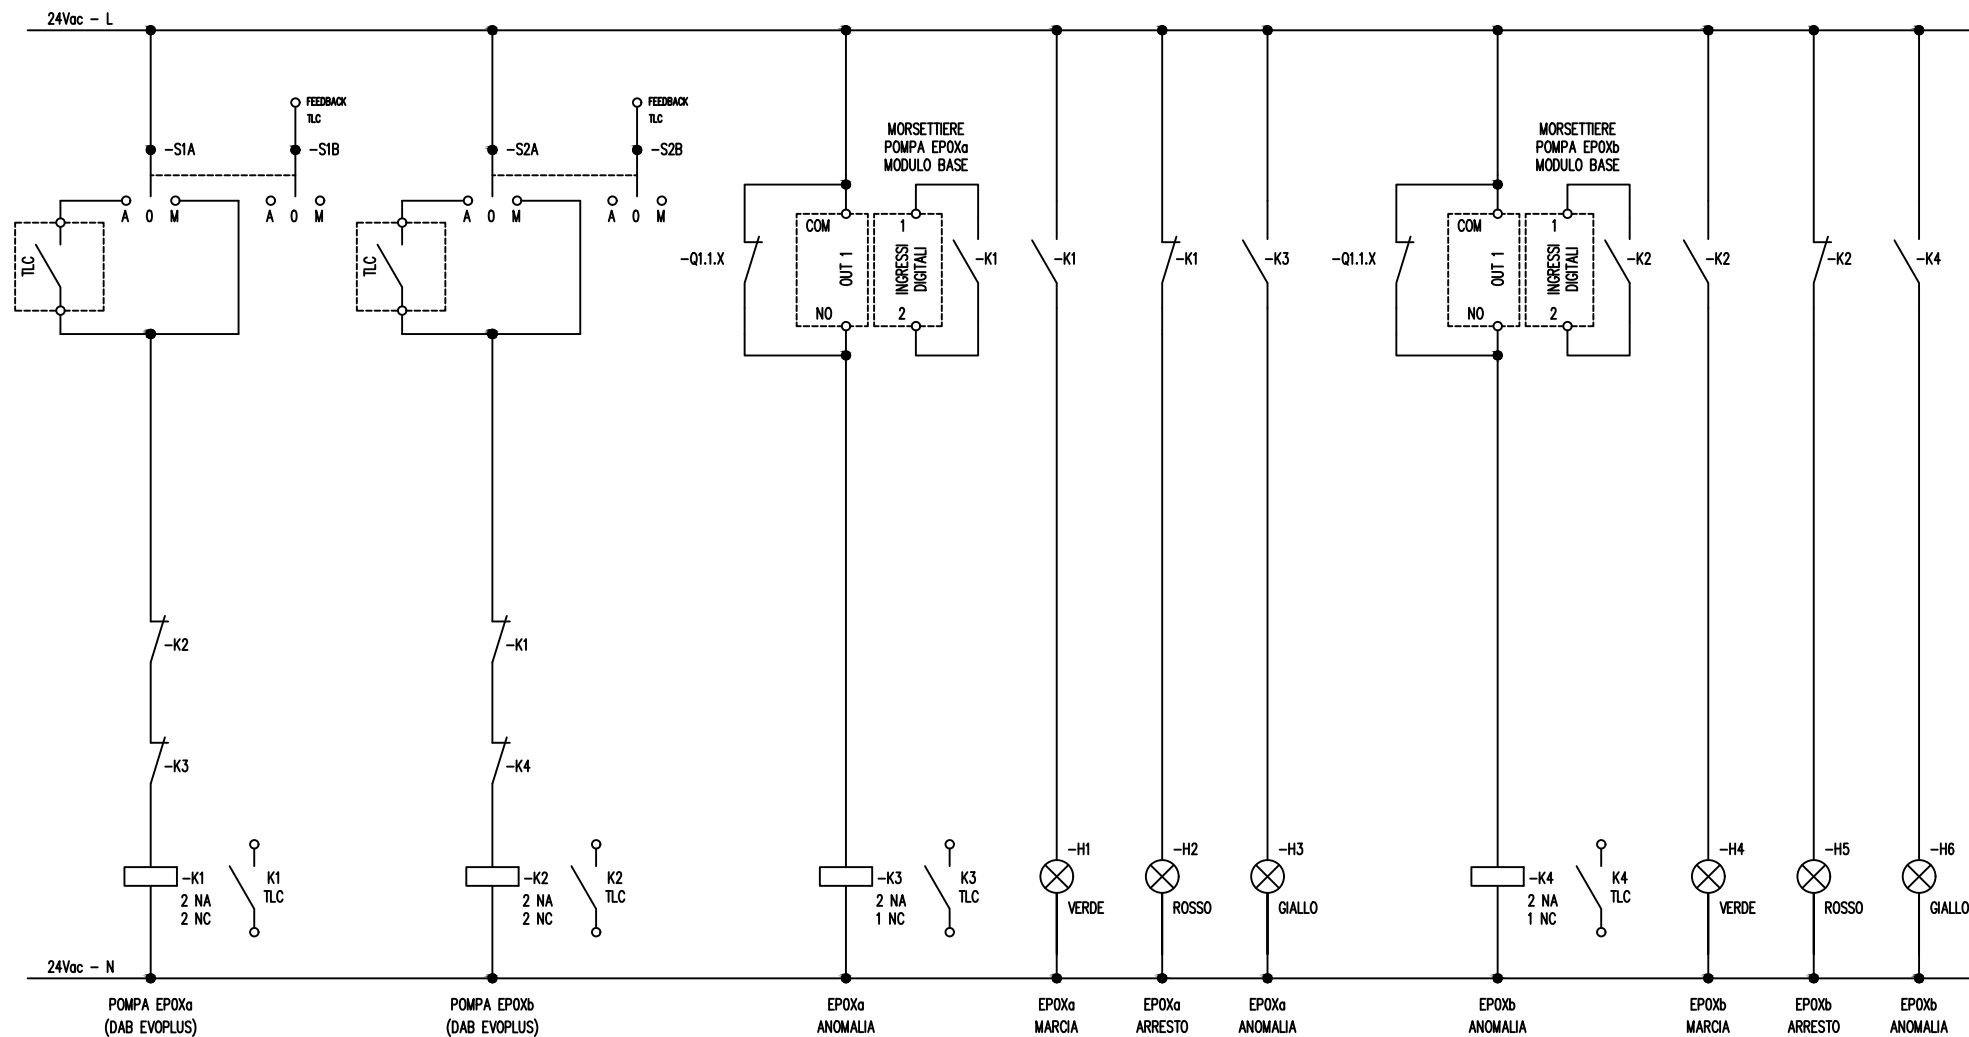 24Vac - L
FEEDBACK
TLC
-S1A
-S1B
A 0 M
A 0 M
TLC
-K2
-K3
-K1
2 NA
2 NC
K1
TLC
FEEDBACK
TLC
-S2A
-S2B
A 0 M
A 0 M
TLC
-K1
-K4
-K2
2 NA
2 NC
K2
TLC
MORSETTIERE
POMPA EPOXa
MODULO BASE
-Q1.1.X
COM
OUT 1
NO
1
INGRESSI
DIGITALI
2
-K1
-K3
2 NA
1 NC
K3
TLC
-K1
-H1
VERDE
-K1
-H2
ROSSO
-K3
-H3
GIALLO
MORSETTIERE
POMPA EPOXb
MODULO BASE
-Q1.1.X
COM
OUT 1
NO
1
INGRESSI
DIGITALI
2
-K2
-K4
2 NA
1 NC
K4
TLC
-K2
-H4
VERDE
-K2
-H5
ROSSO
-K4
-H6
GIALLO
24Vac - N
POMPA EPOXa
(DAB EVOPLUS)
POMPA EPOXb
(DAB EVOPLUS)
EPOXa
ANOMALIA
EPOXa
MARCIA
EPOXa
ARRESTO
EPOXa
ANOMALIA
EPOXb
ANOMALIA
EPOXb
MARCIA
EPOXb
ARRESTO
EPOXb
ANOMALIA